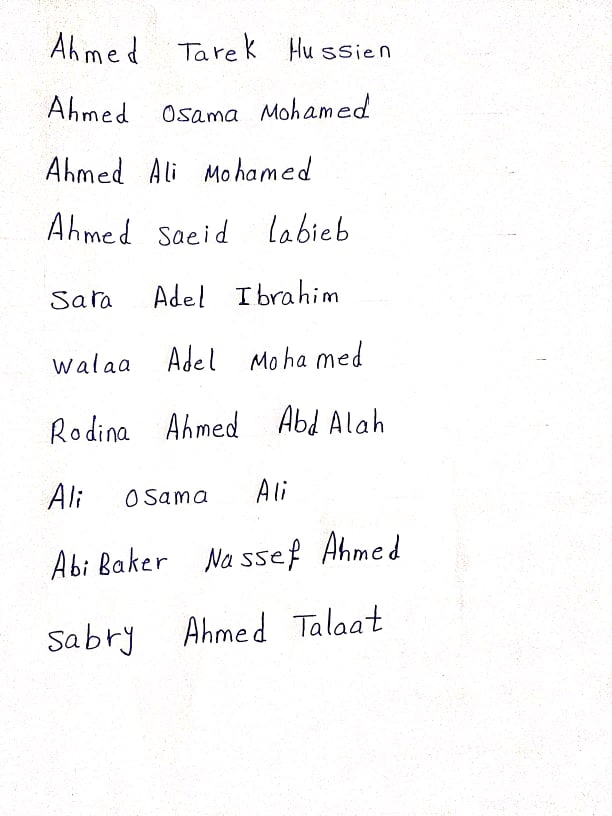 Ahmed Tarek Hussien
Ahmed Osama Mohamed
Ahmed Ali Mohamed
Ahmed Saeid Labieb
Sara Adel Ibrahim
Walaa Adel Mohamed
Rodina Ahmed Abd Alah
Ali Osama Ali
Abi Baker Nassef Ahmed
Sabry Ahmed Talaat